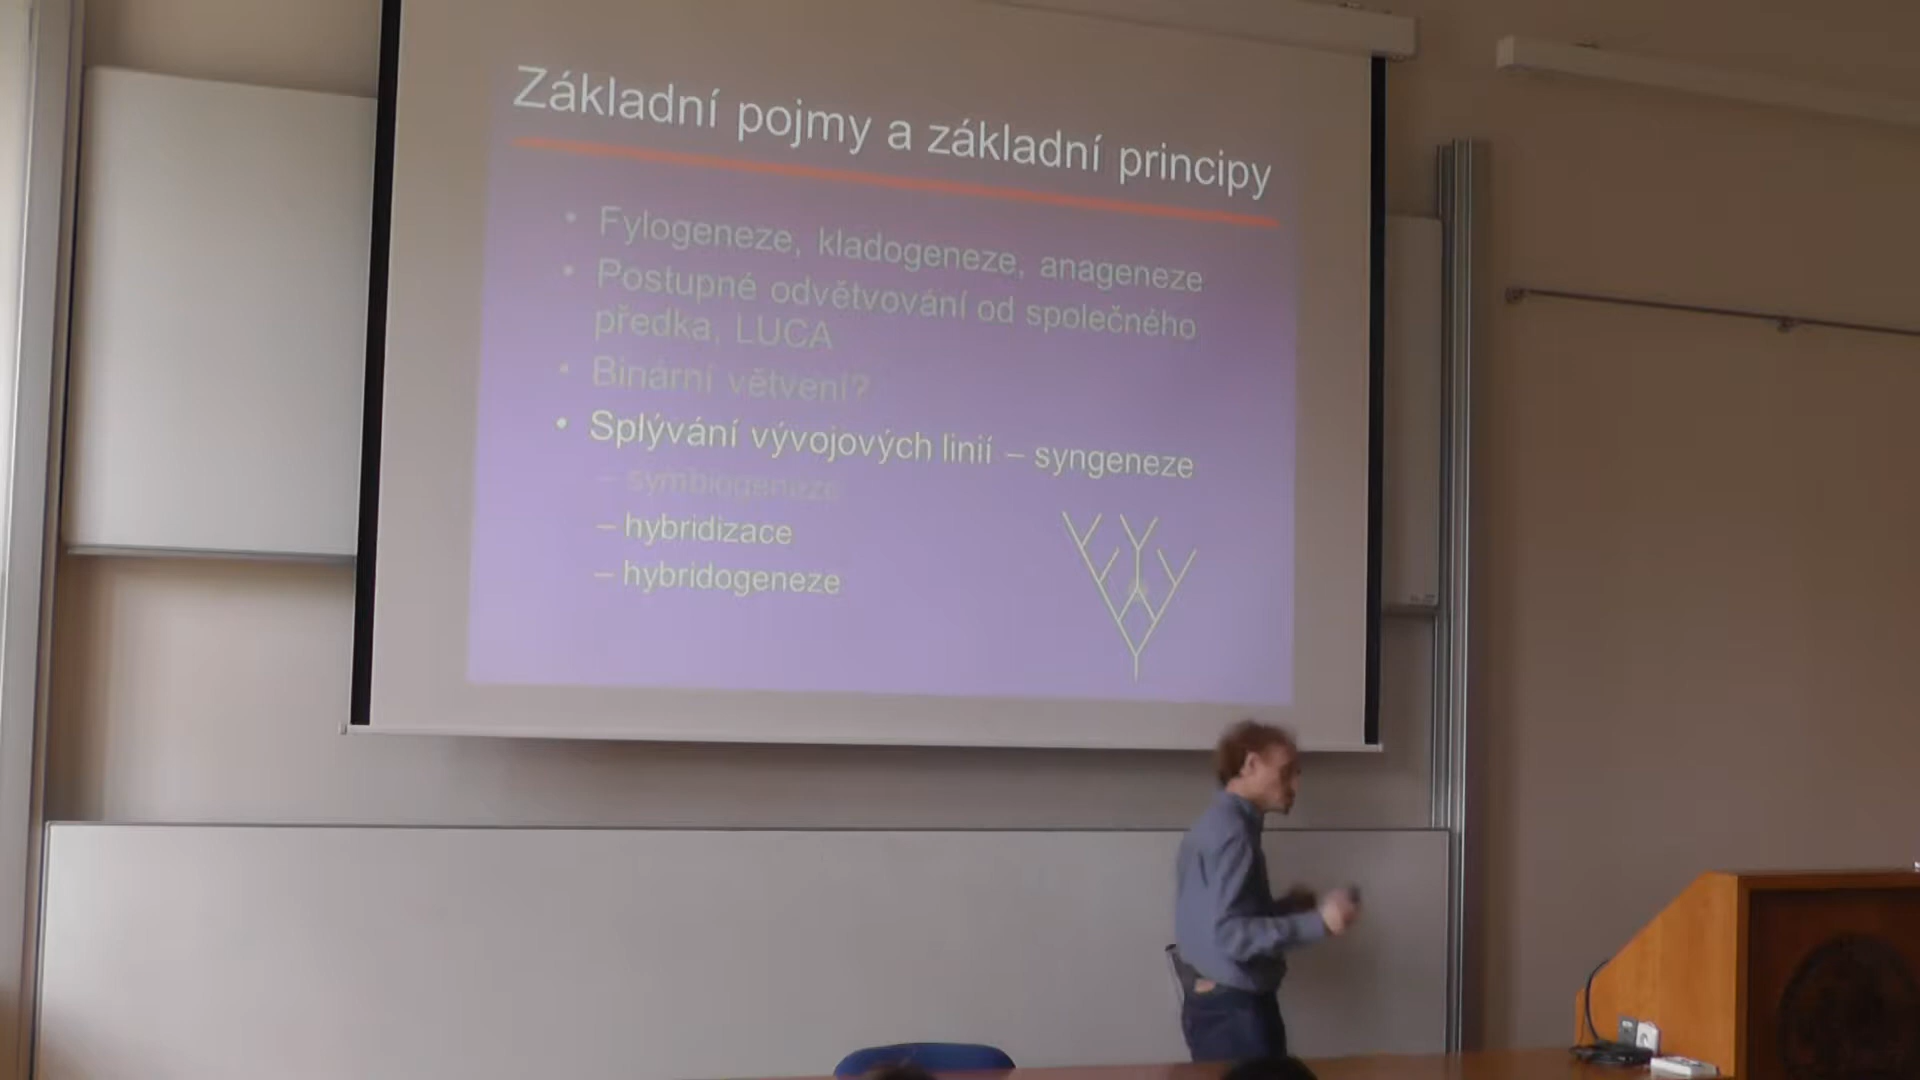 Základní pojmy a základní principy
• Fylogeneze, kladogeneze, anageneze
• Postupné odvětvování od společného
předka, LUCA
• Binární větvení?
• Splývání vývojových linií – syngeneze
– symbiogeneze
– hybridizace
– hybridogeneze